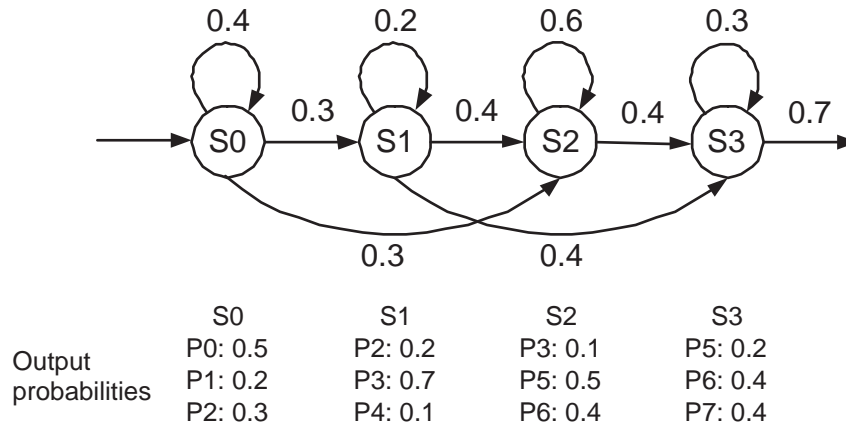 0.4 0.2 0.6 0.3
0.3 0.4 0.4 0.7
S0 S1 S2 S3
0.3 0.4
S0 S1 S2 S3
Output probabilities
P0: 0.5 P2: 0.2 P3: 0.1 P5: 0.2
P1: 0.2 P3: 0.7 P5: 0.5 P6: 0.4
P2: 0.3 P4: 0.1 P6: 0.4 P7: 0.4